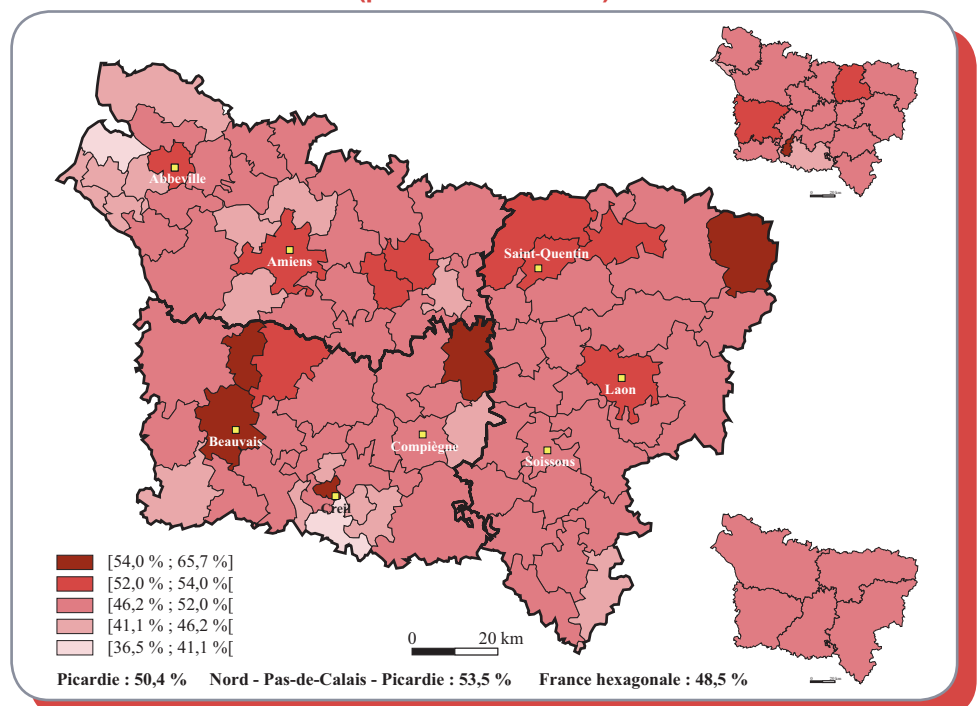 Abbeville
Amiens
Saint-Quentin
Laon
Beauvais
Compiègne
Soissons
Creil
[54,0 % ; 65,7 %]
[52,0 % ; 54,0 %[
[46,2 % ; 52,0 %[
[41,1 % ; 46,2 %[
[36,5 % ; 41,1 %[
0 20 km
Picardie : 50,4 % Nord - Pas-de-Calais - Picardie : 53,5 % France hexagonale : 48,5 %